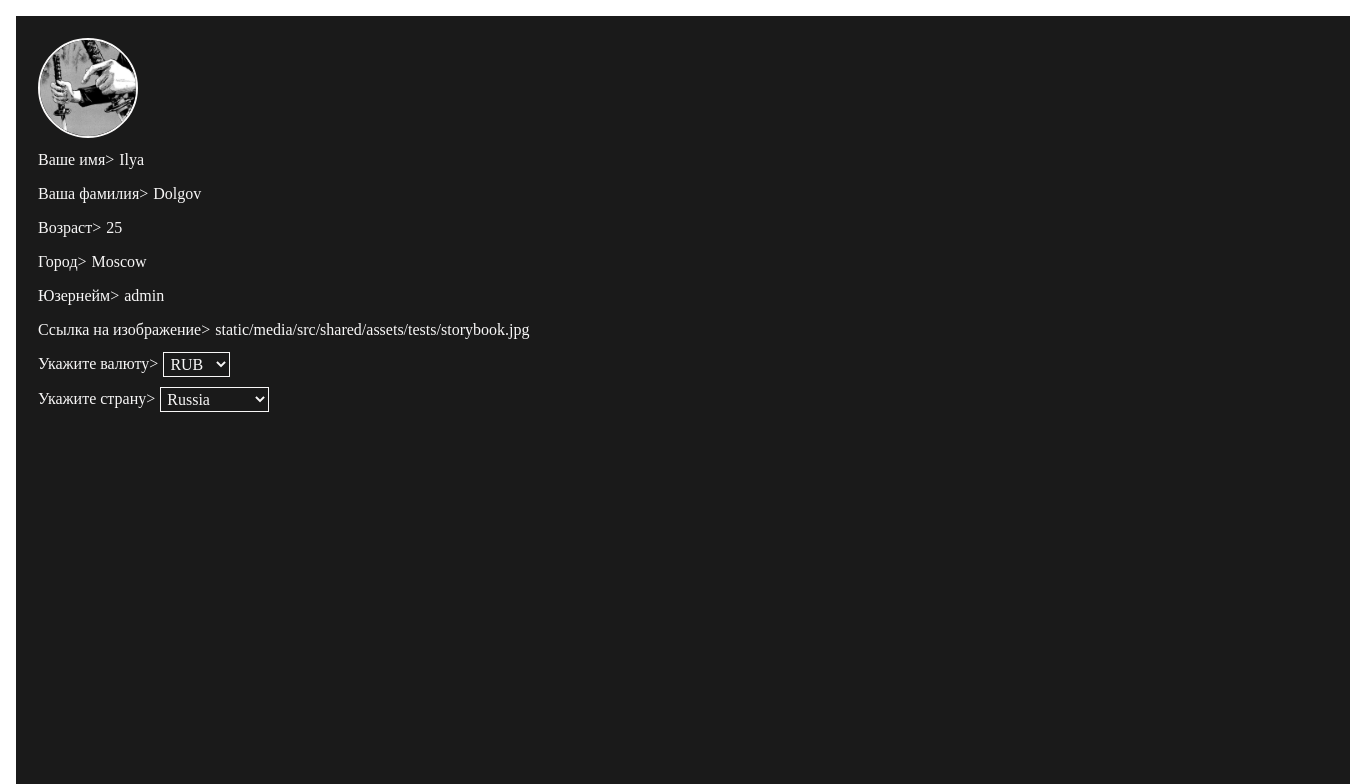 Ваше имя> Ilya
Ваша фамилия> Dolgov
Возраст> 25
Город> Moscow
Юзернейм> admin
Ссылка на изображение> static/media/src/shared/assets/tests/storybook.jpg
Укажите валюту> RUB
Укажите страну> Russia